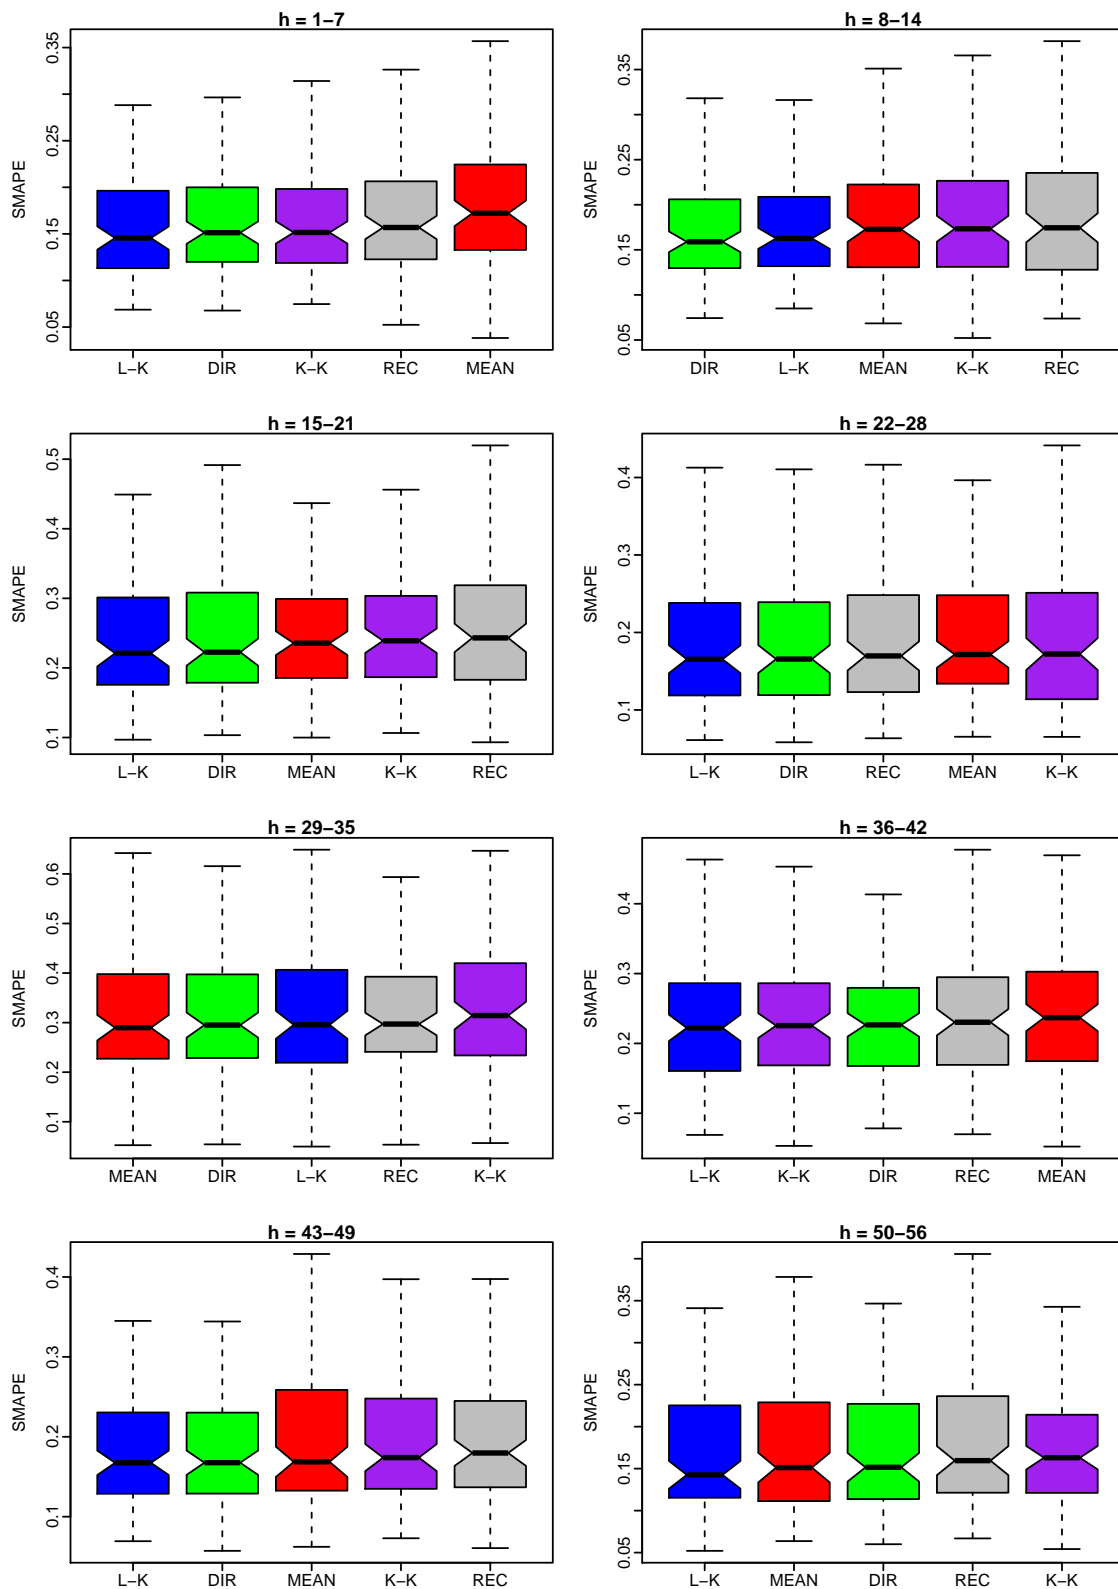 h = 1−7
SMAPE
0.05 0.15 0.25 0.35
L−K DIR K−K REC MEAN
h = 8−14
SMAPE
0.05 0.15 0.25 0.35
DIR L−K MEAN K−K REC
h = 15−21
SMAPE
0.1 0.2 0.3 0.4 0.5
L−K DIR MEAN K−K REC
h = 22−28
SMAPE
0.1 0.2 0.3 0.4
L−K DIR REC MEAN K−K
h = 29−35
SMAPE
0.1 0.2 0.3 0.4 0.5 0.6
MEAN DIR L−K REC K−K
h = 36−42
SMAPE
0.1 0.2 0.3 0.4
L−K K−K DIR REC MEAN
h = 43−49
SMAPE
0.1 0.2 0.3 0.4
L−K DIR MEAN K−K REC
h = 50−56
SMAPE
0.05 0.15 0.25 0.35
L−K MEAN DIR REC K−K